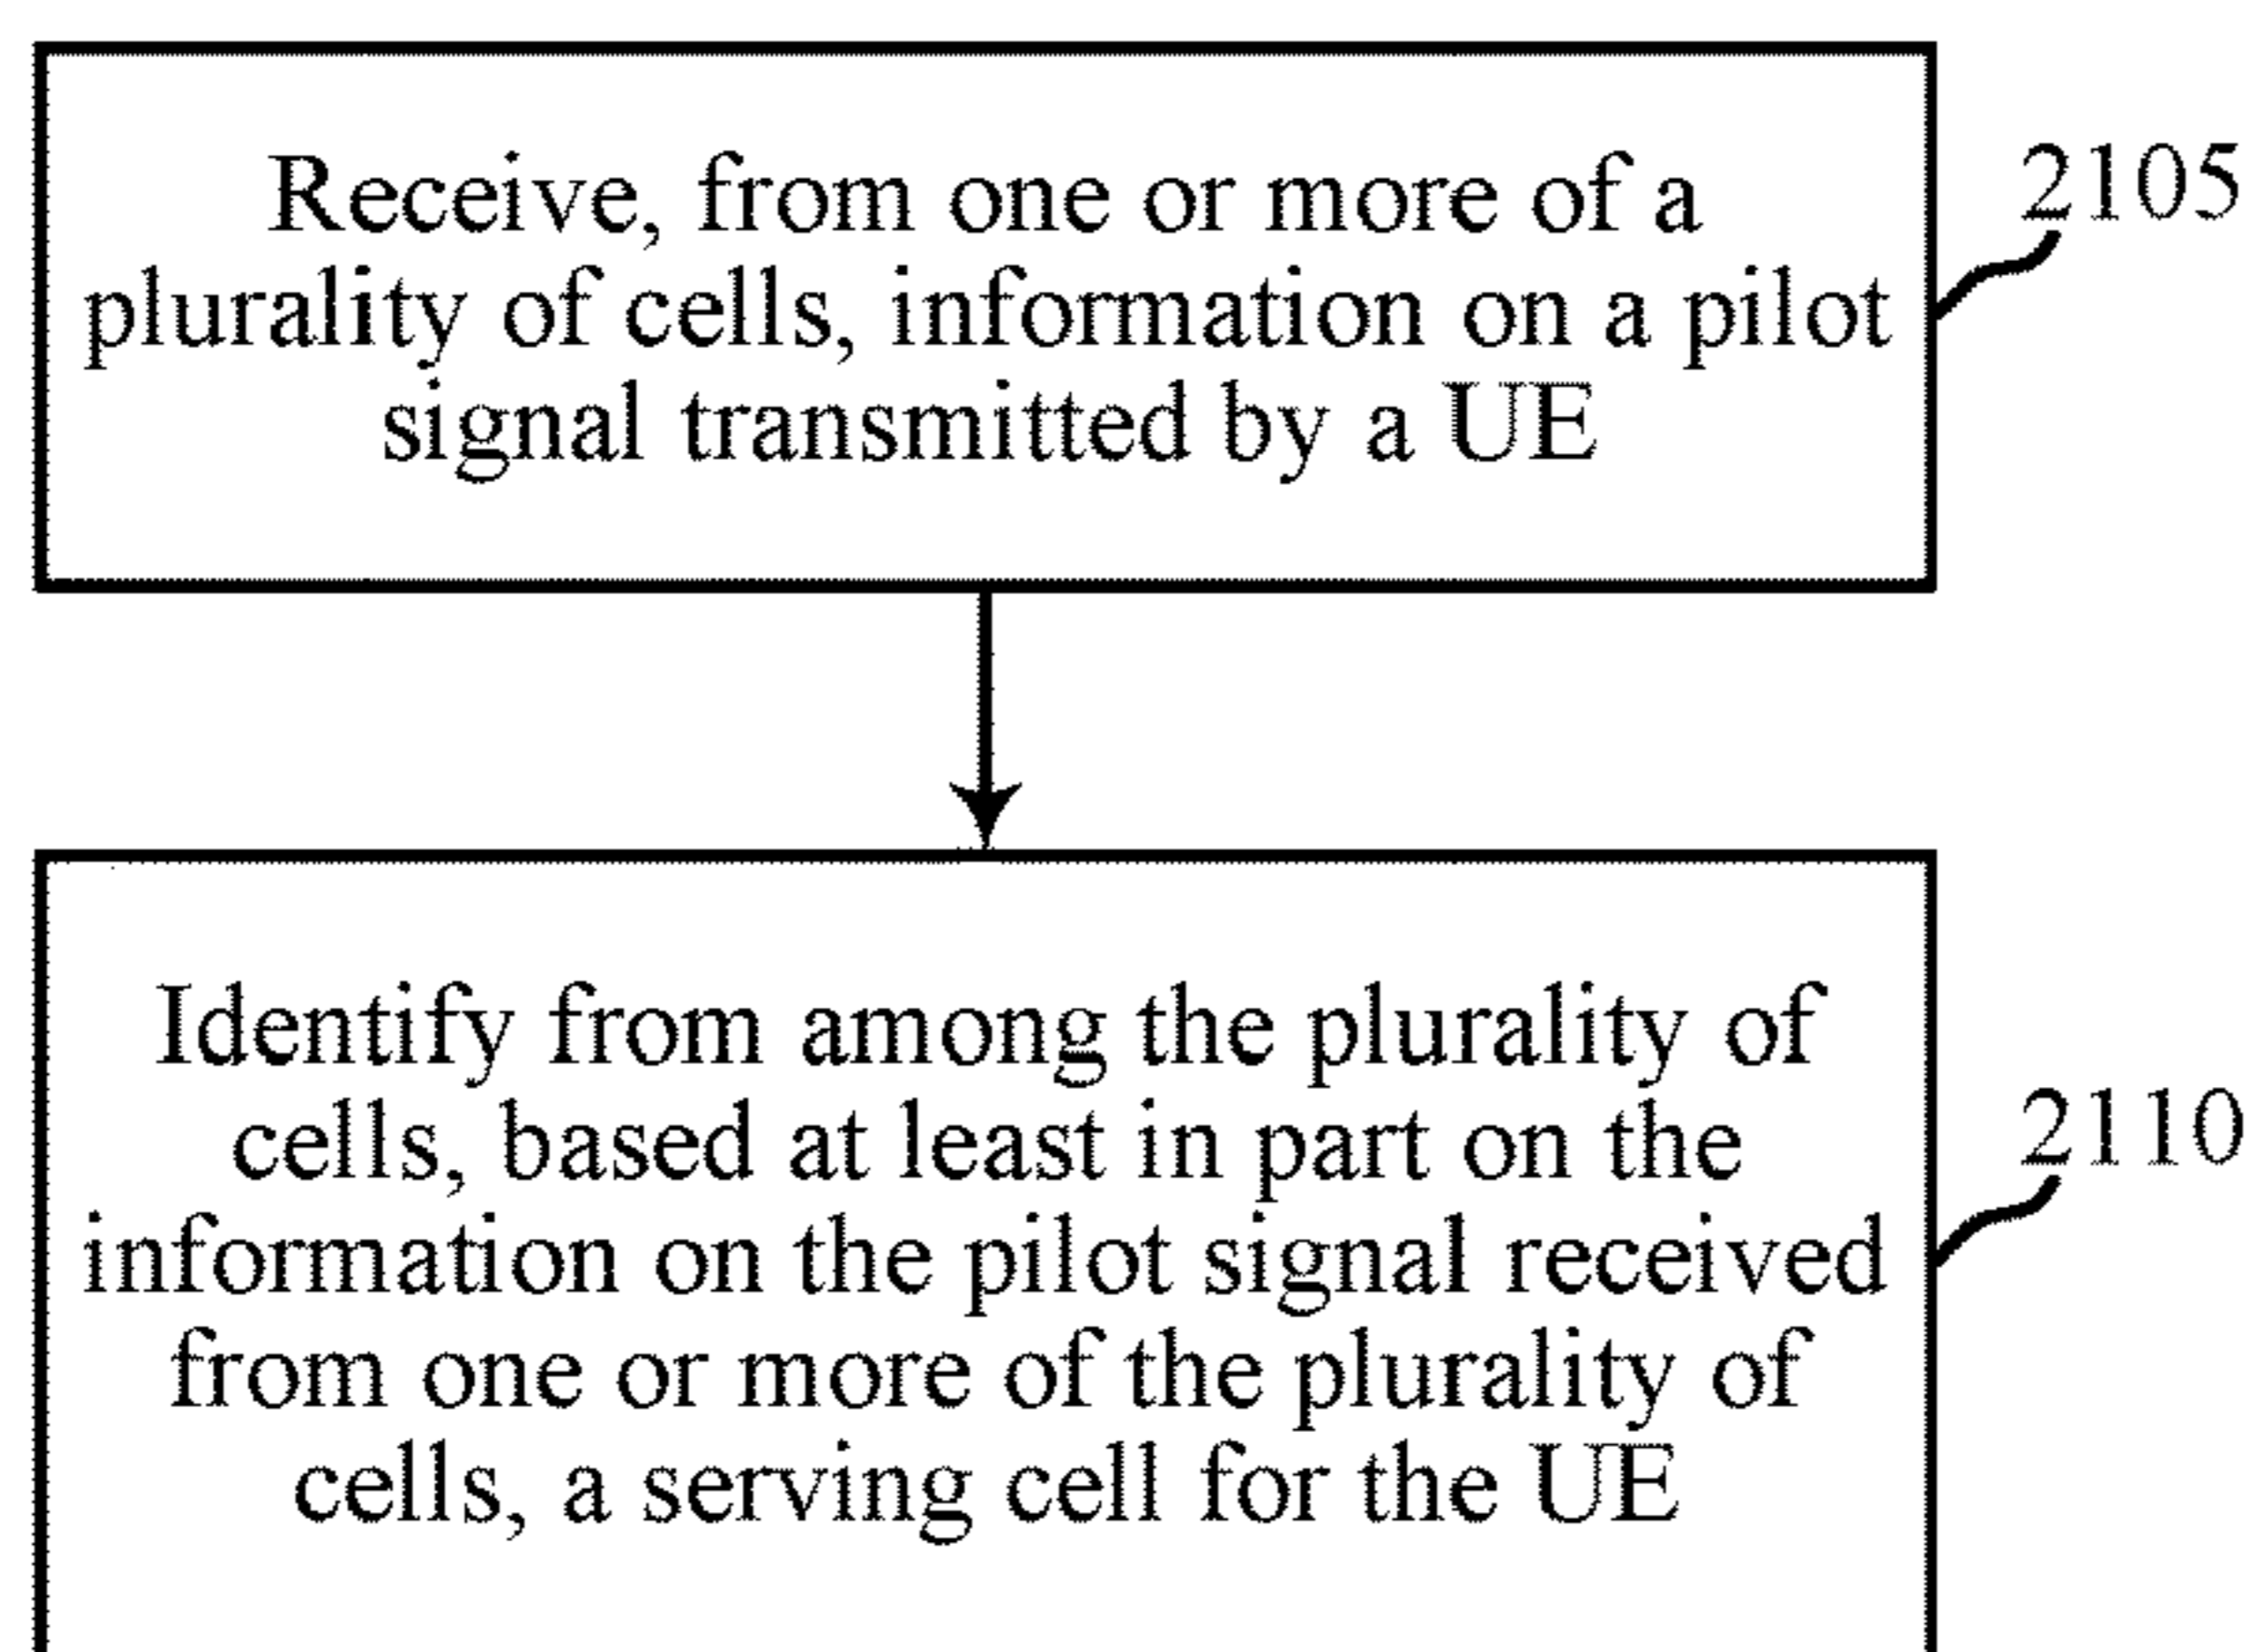 Receive, from one or more of a
plurality of cells, information on a pilot
signal transmitted by a UE
2105
Identify from among the plurality of
cells, based at least in part on the
information on the pilot signal received
from one or more of the plurality of
cells, a serving cell for the UE
2110